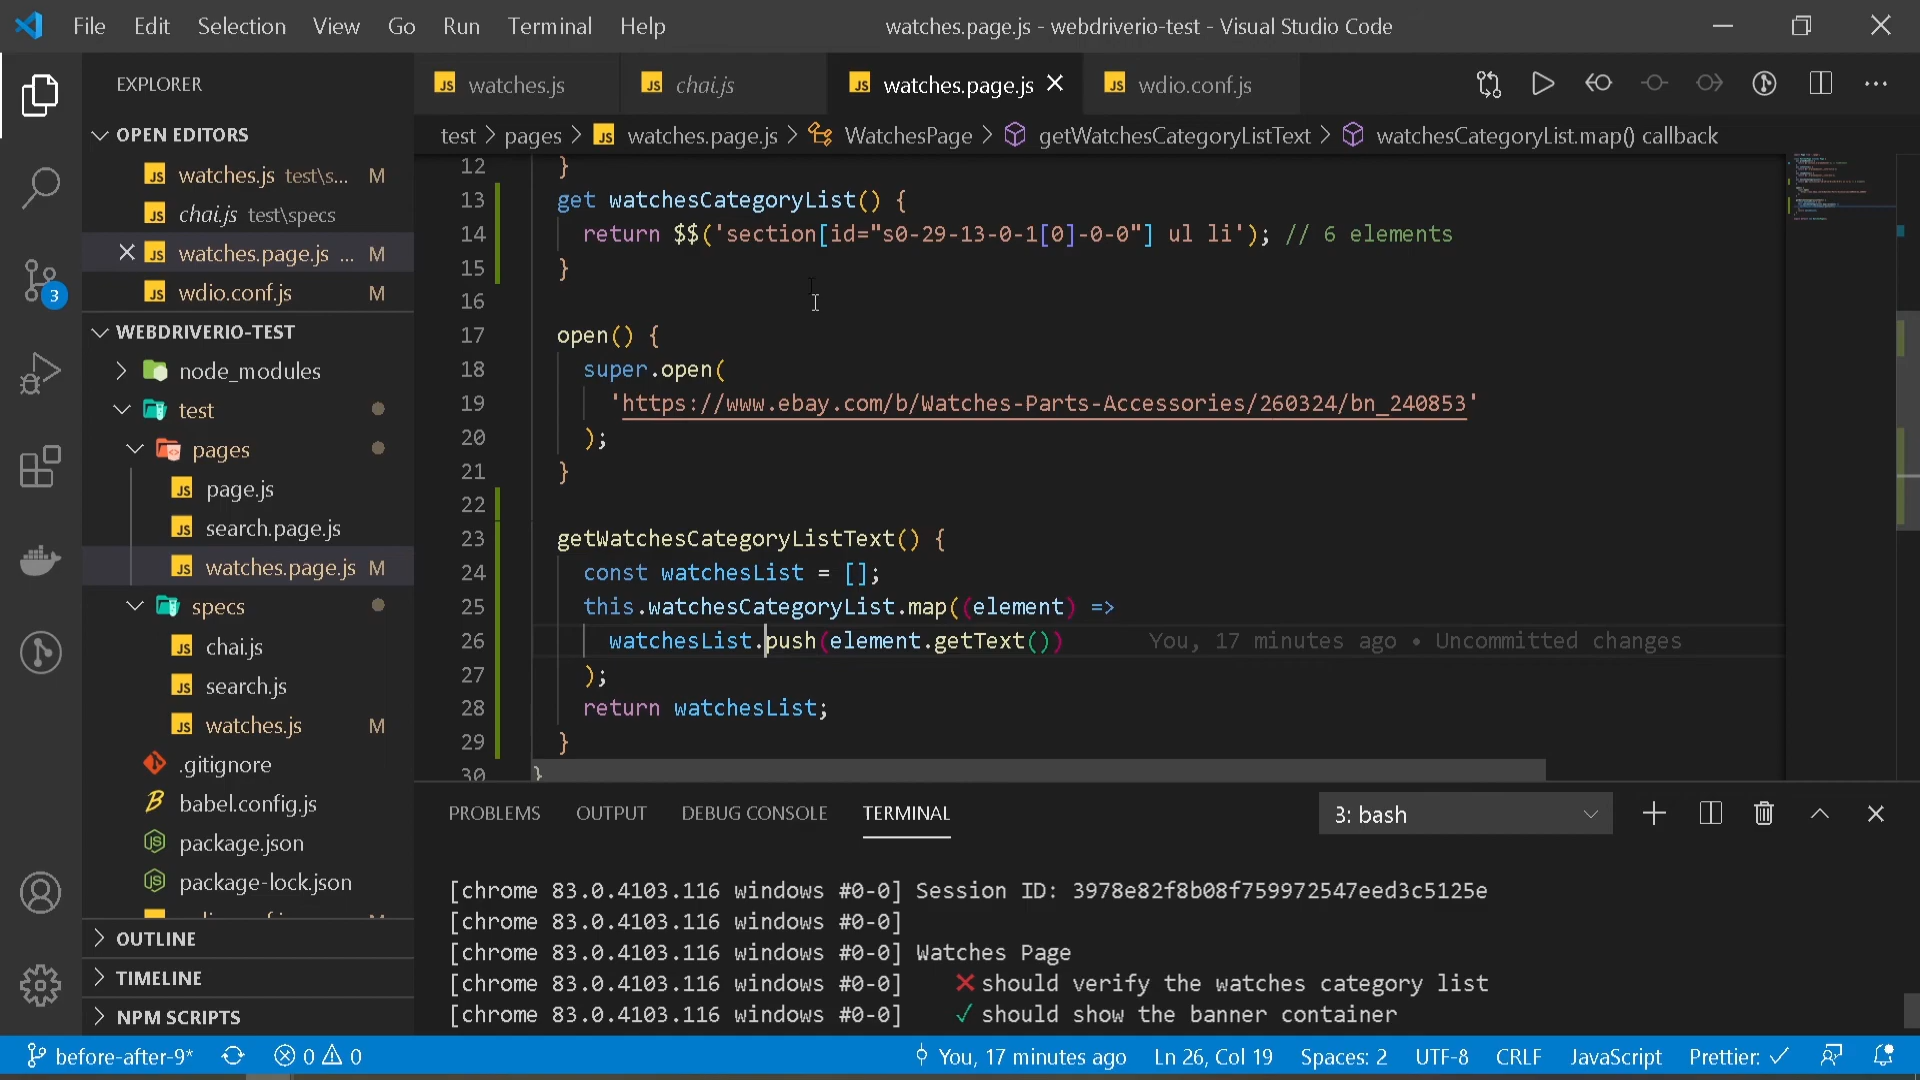 File Edit Selection View Go Run Terminal Help
watches.page.js - webdriverio-test - Visual Studio Code
EXPLORER
OPEN EDITORS
watches.js test\s... M
chai.js test\specs
watches.page.js ... M
wdio.conf.js M
WEBDRIVERIO-TEST
node_modules
test
pages
page.js
search.page.js
watches.page.js M
specs
chai.js
search.js
watches.js M
.gitignore
babel.config.js
package.json
package-lock.json
OUTLINE
TIMELINE
NPM SCRIPTS
3
watches.js chai.js watches.page.js wdio.conf.js
test > pages > watches.page.js > WatchesPage > getWatchesCategoryListText > watchesCategoryList.map() callback
12 }
13 get watchesCategoryList() {
14 return $$('section[id="s0-29-13-0-1[0]-0-0"] ul li'); // 6 elements
15 }
16
17 open() {
18 super.open(
19 'https://www.ebay.com/b/Watches-Parts-Accessories/260324/bn_240853'
20 );
21 }
22
23 getWatchesCategoryListText() {
24 const watchesList = [];
25 this.watchesCategoryList.map((element) =>
26 watchesList.push(element.getText()) You, 17 minutes ago • Uncommitted changes
27 );
28 return watchesList;
29 }
30 }
PROBLEMS OUTPUT DEBUG CONSOLE TERMINAL 3: bash
[chrome 83.0.4103.116 windows #0-0] Session ID: 3978e82f8b08f759972547eed3c5125e
[chrome 83.0.4103.116 windows #0-0]
[chrome 83.0.4103.116 windows #0-0] Watches Page
[chrome 83.0.4103.116 windows #0-0] ❌ should verify the watches category list
[chrome 83.0.4103.116 windows #0-0] ✓ should show the banner container
before-after-9* 0 0 You, 17 minutes ago Ln 26, Col 19 Spaces: 2 UTF-8 CRLF JavaScript Prettier: ✓